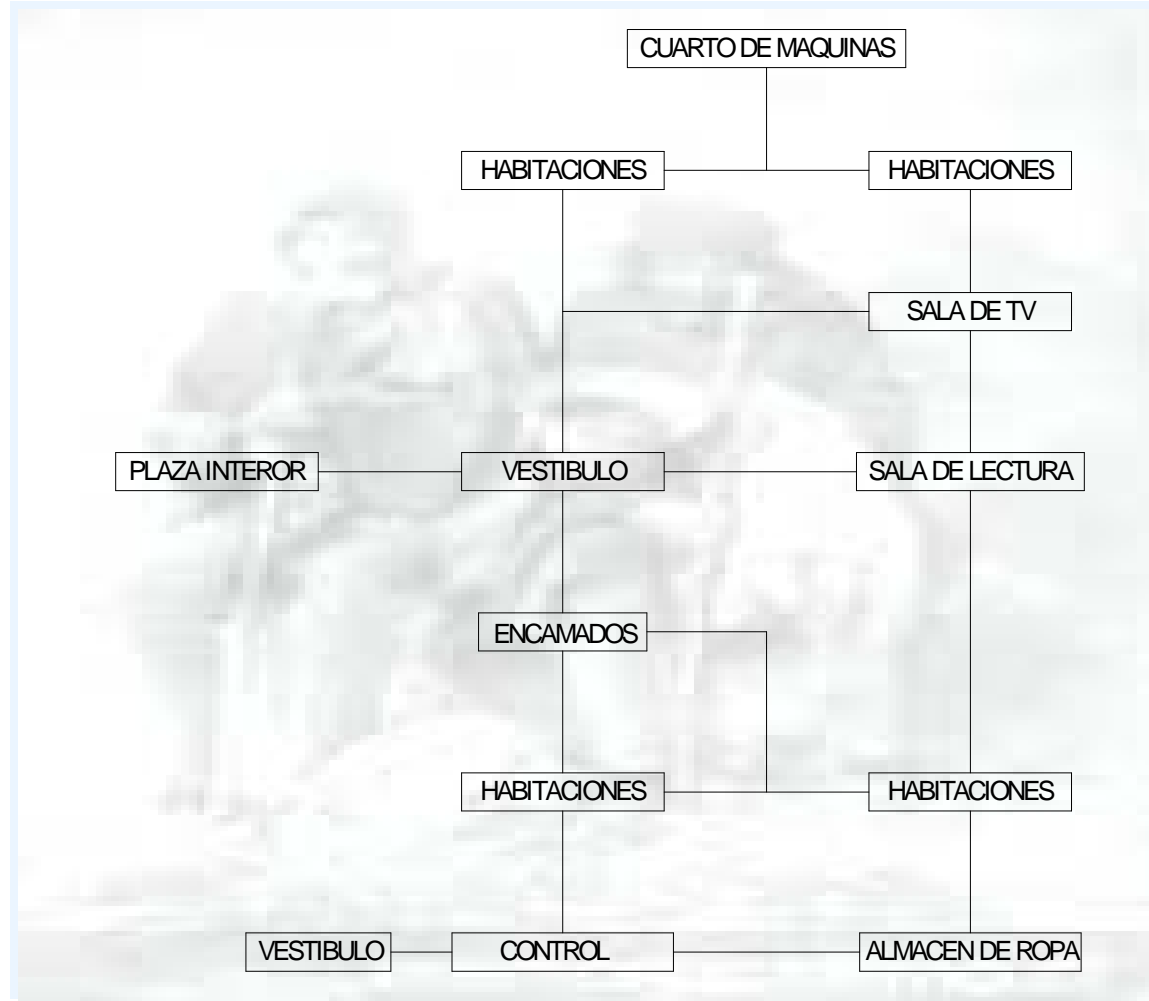 CUARTO DE MAQUINAS
HABITACIONES
HABITACIONES
SALA DE TV
PLAZA INTEROR
VESTIBULO
SALA DE LECTURA
ENCAMADOS
HABITACIONES
HABITACIONES
VESTIBULO
CONTROL
ALMACEN DE ROPA